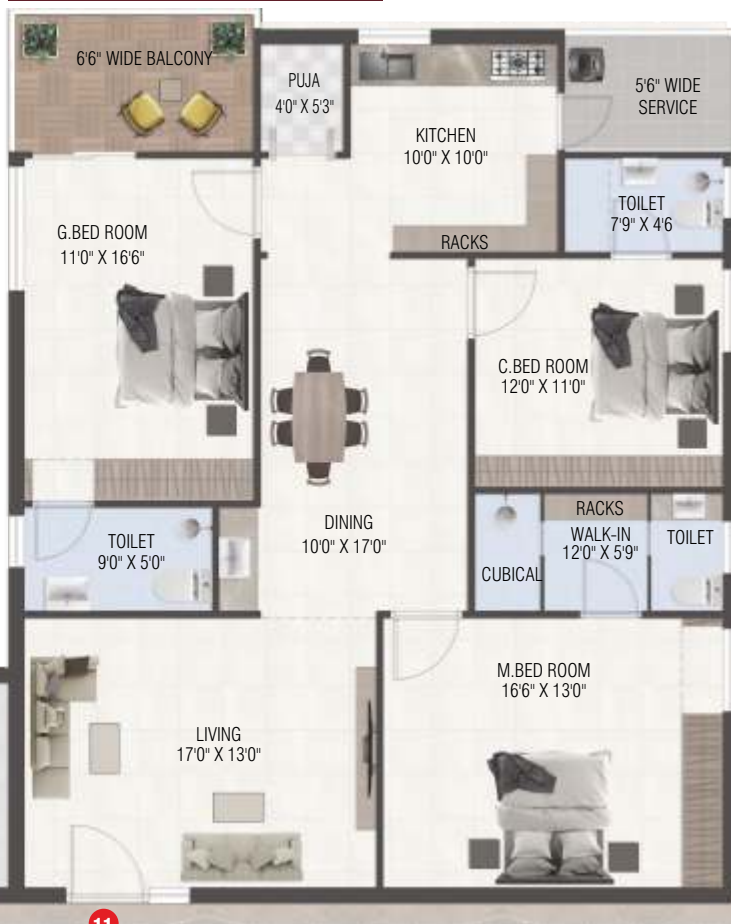 6'6" WIDE BALCONY
PUJA
4'0" X 5'3"
5'6" WIDE
SERVICE
KITCHEN
10'0" X 10'0"
TOILET
7'9" X 4'6
RACKS
G.BED ROOM
11'0" X 16'6"
C.BED ROOM
12'0" X 11'0"
DINING
10'0" X 17'0"
TOILET
9'0" X 5'0"
RACKS
WALK-IN
12'0" X 5'9"
TOILET
CUBICAL
M.BED ROOM
16'6" X 13'0"
LIVING
17'0" X 13'0"
11